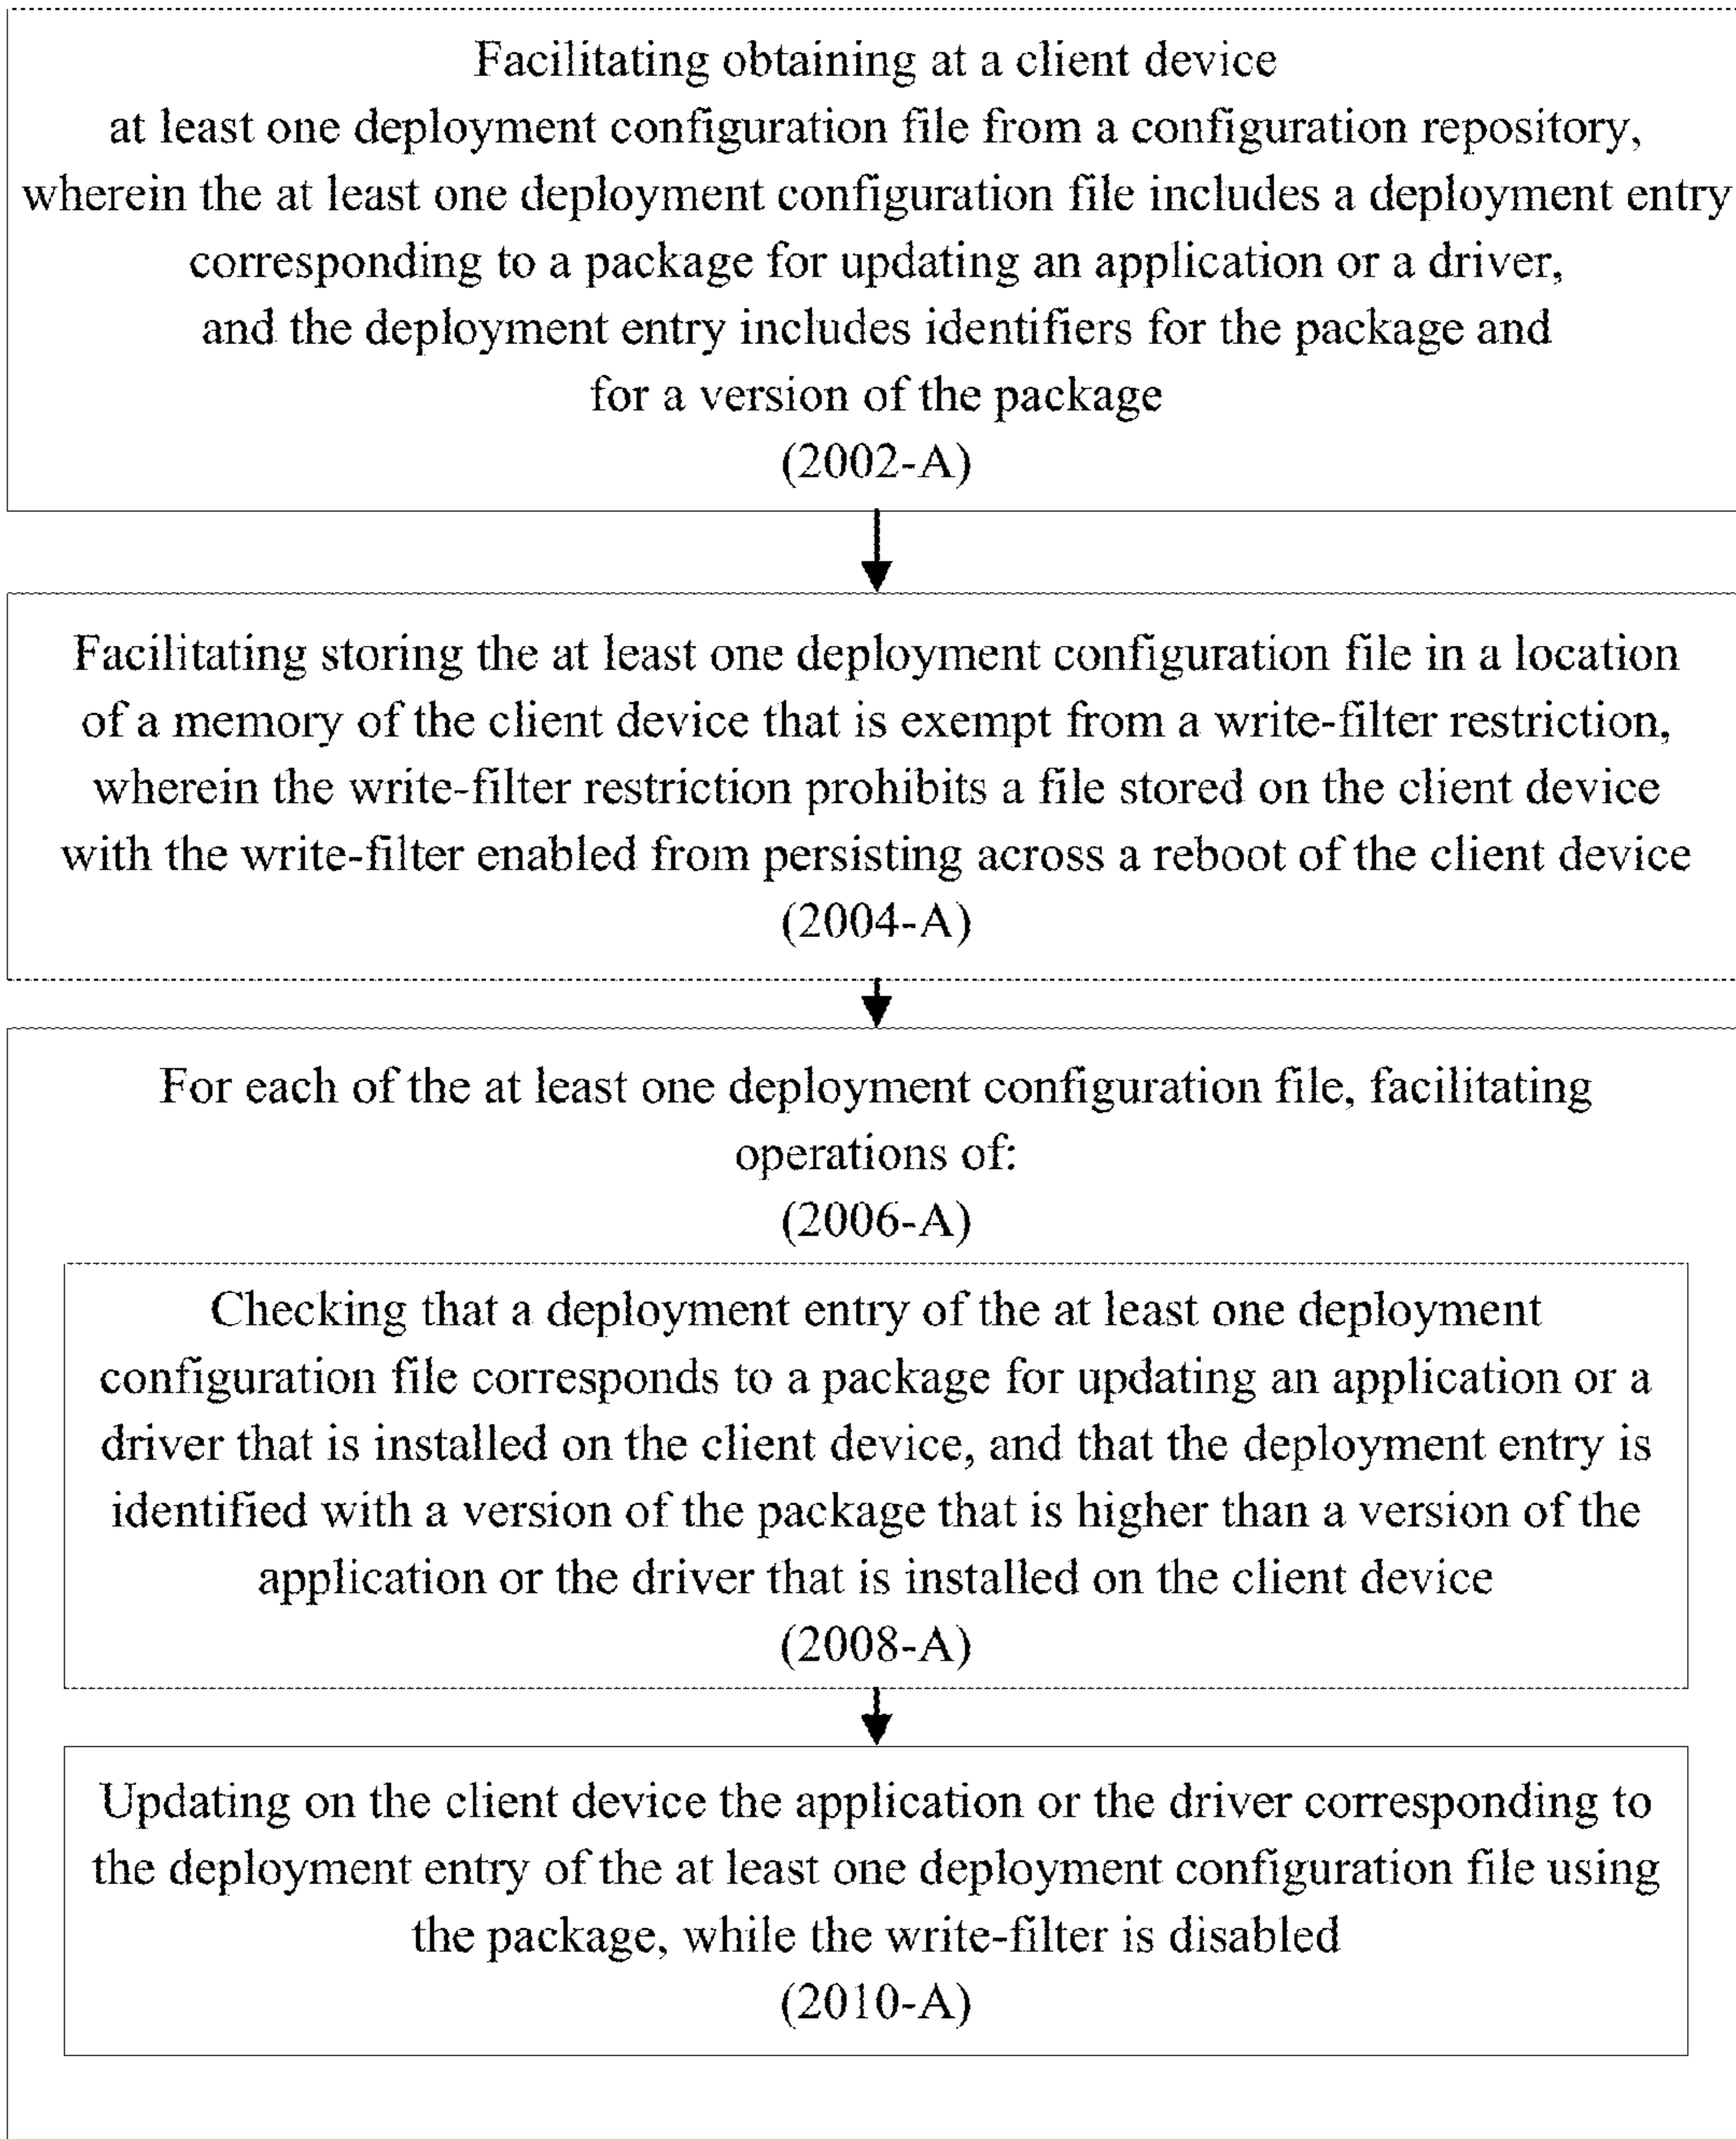 Facilitating obtaining at a client device
at least one deployment configuration file from a configuration repository,
wherein the at least one deployment configuration file includes a deployment entry
corresponding to a package for updating an application or a driver,
and the deployment entry includes identifiers for the package and
for a version of the package
(2002-A)
Facilitating storing the at least one deployment configuration file in a location
of a memory of the client device that is exempt from a write-filter restriction,
wherein the write-filter restriction prohibits a file stored on the client device
with the write-filter enabled from persisting across a reboot of the client device
(2004-A)
For each of the at least one deployment configuration file, facilitating
operations of:
(2006-A)
Checking that a deployment entry of the at least one deployment
configuration file corresponds to a package for updating an application or a
driver that is installed on the client device, and that the deployment entry is
identified with a version of the package that is higher than a version of the
application or the driver that is installed on the client device
(2008-A)
Updating on the client device the application or the driver corresponding to
the deployment entry of the at least one deployment configuration file using
the package, while the write-filter is disabled
(2010-A)